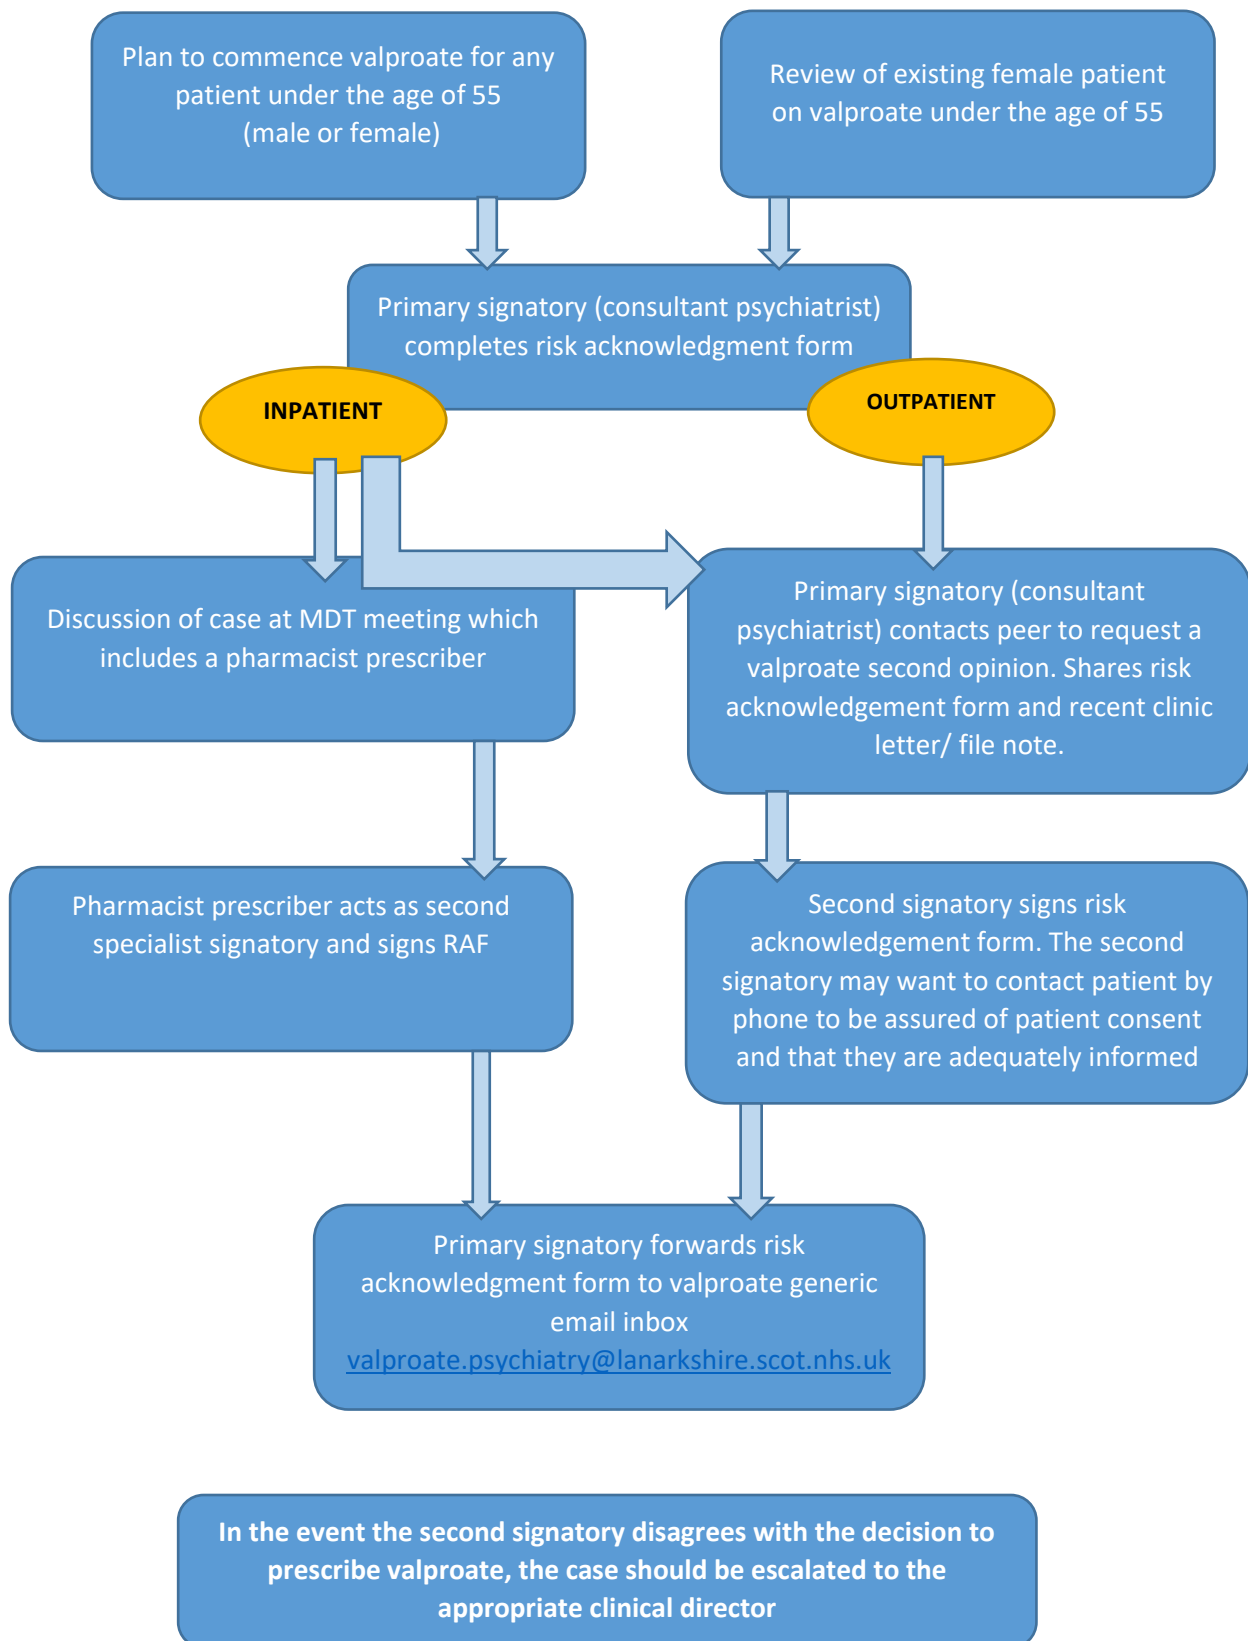 Plan to commence valproate for any
patient under the age of 55
(male or female)
Review of existing female patient
on valproate under the age of 55
Primary signatory (consultant psychiatrist)
completes risk acknowledgment form
INPATIENT
OUTPATIENT
Discussion of case at MDT meeting which
includes a pharmacist prescriber
Primary signatory (consultant
psychiatrist) contacts peer to request a
valproate second opinion. Shares risk
acknowledgement form and recent clinic
letter/ file note.
Pharmacist prescriber acts as second
specialist signatory and signs RAF
Second signatory signs risk
acknowledgement form. The second
signatory may want to contact patient by
phone to be assured of patient consent
and that they are adequately informed
Primary signatory forwards risk
acknowledgment form to valproate generic
email inbox
valproate.psychiatry@lanarkshire.scot.nhs.uk
In the event the second signatory disagrees with the decision to
prescribe valproate, the case should be escalated to the
appropriate clinical director